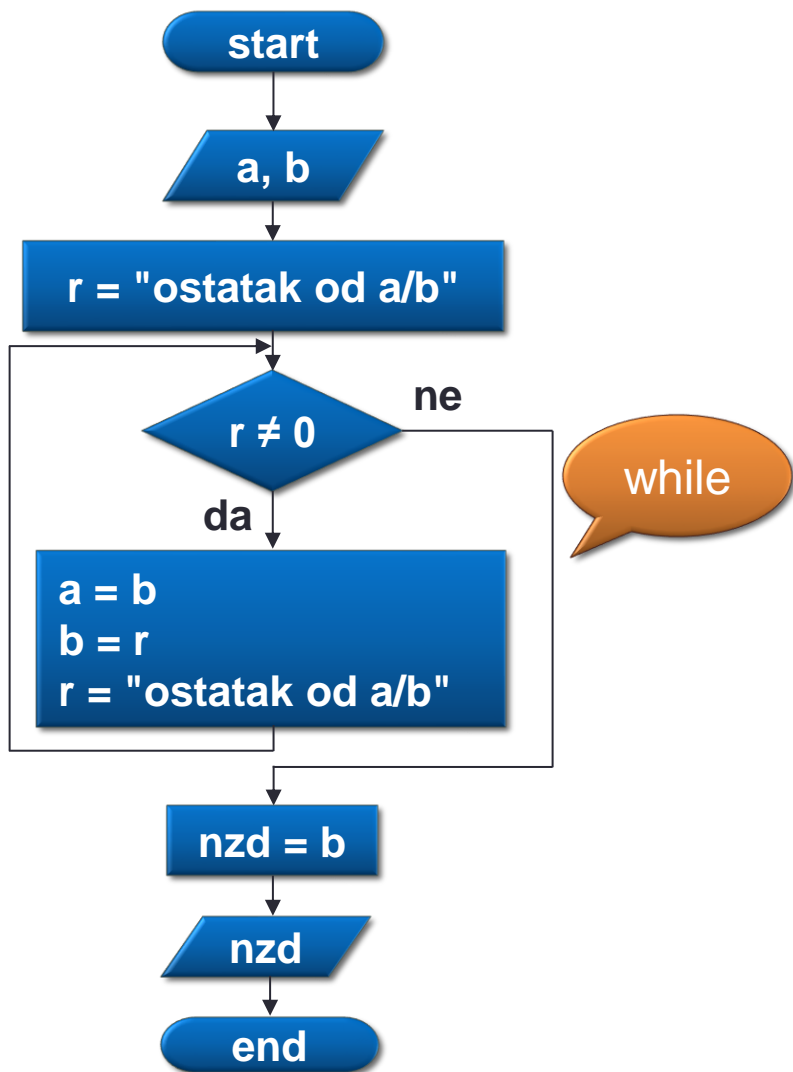 start
a, b
r = "ostatak od a/b"
r ≠ 0
ne
while
da
a = b
b = r
r = "ostatak od a/b"
nzd = b
nzd
end